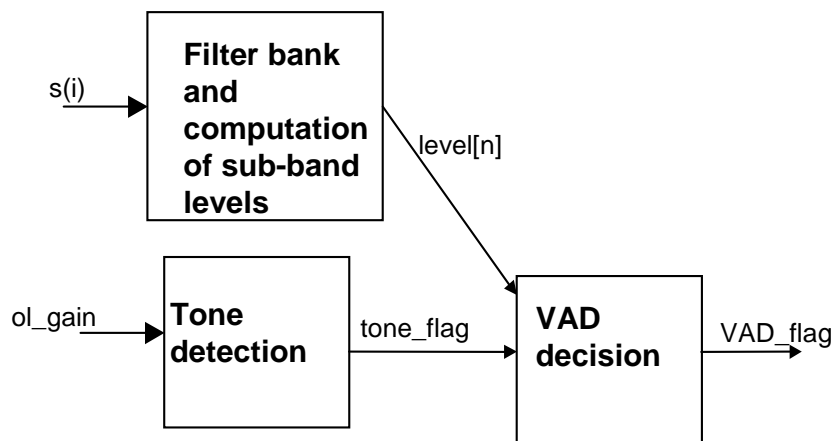 s(i)
Filter bank
and
computation
of sub-band
levels
level[n]
ol_gain
Tone
detection
tone_flag
VAD
decision
VAD_flag